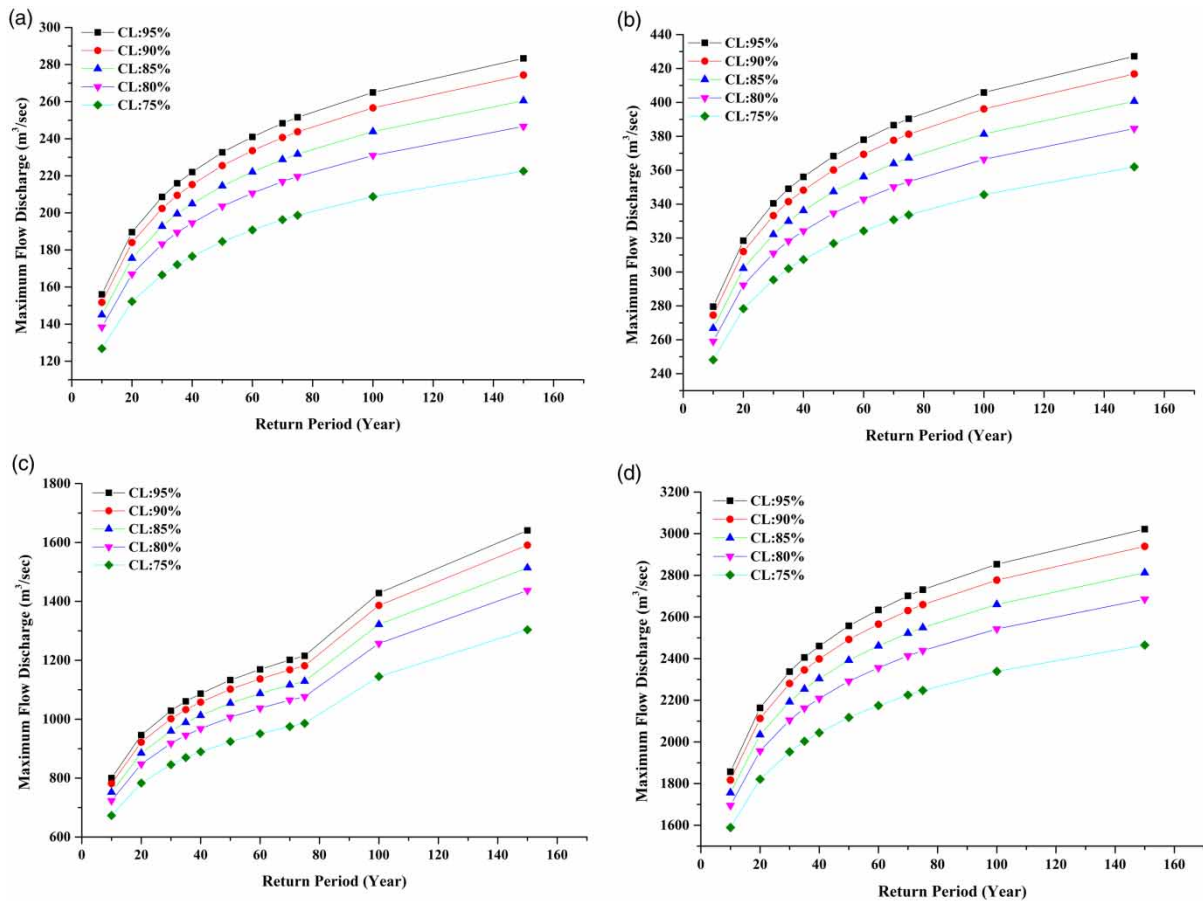 (a)
CL:95%
CL:90%
CL:85%
CL:80%
CL:75%
300
280
260
240
220
200
180
160
140
120
0 20 40 60 80 100 120 140 160
Maximum Flow Discharge (m³/sec)
Return Period (Year)
(b)
CL:95%
CL:90%
CL:85%
CL:80%
CL:75%
440
420
400
380
360
340
320
300
280
260
240
0 20 40 60 80 100 120 140 160
Maximum Flow Discharge (m³/sec)
Return Period (Year)
(c)
CL:95%
CL:90%
CL:85%
CL:80%
CL:75%
1800
1600
1400
1200
1000
800
600
0 20 40 60 80 100 120 140 160
Maximum Flow Discharge (m³/sec)
Return Period (Year)
(d)
CL:95%
CL:90%
CL:85%
CL:80%
CL:75%
3200
3000
2800
2600
2400
2200
2000
1800
1600
0 20 40 60 80 100 120 140 160
Maximum Flow Discharge (m³/sec)
Return Period (Year)